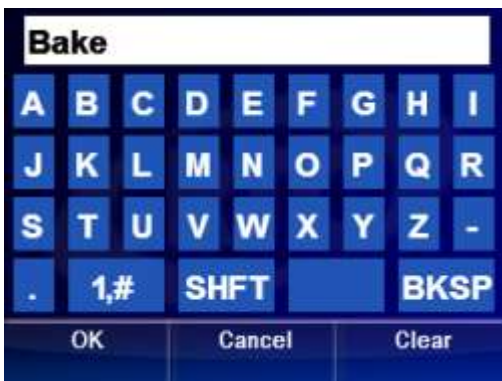 Bake
A B C D E F G H I
J K L M N O P Q R
S T U V W X Y Z -
. 1,# SHFT BKSP
OK Cancel Clear